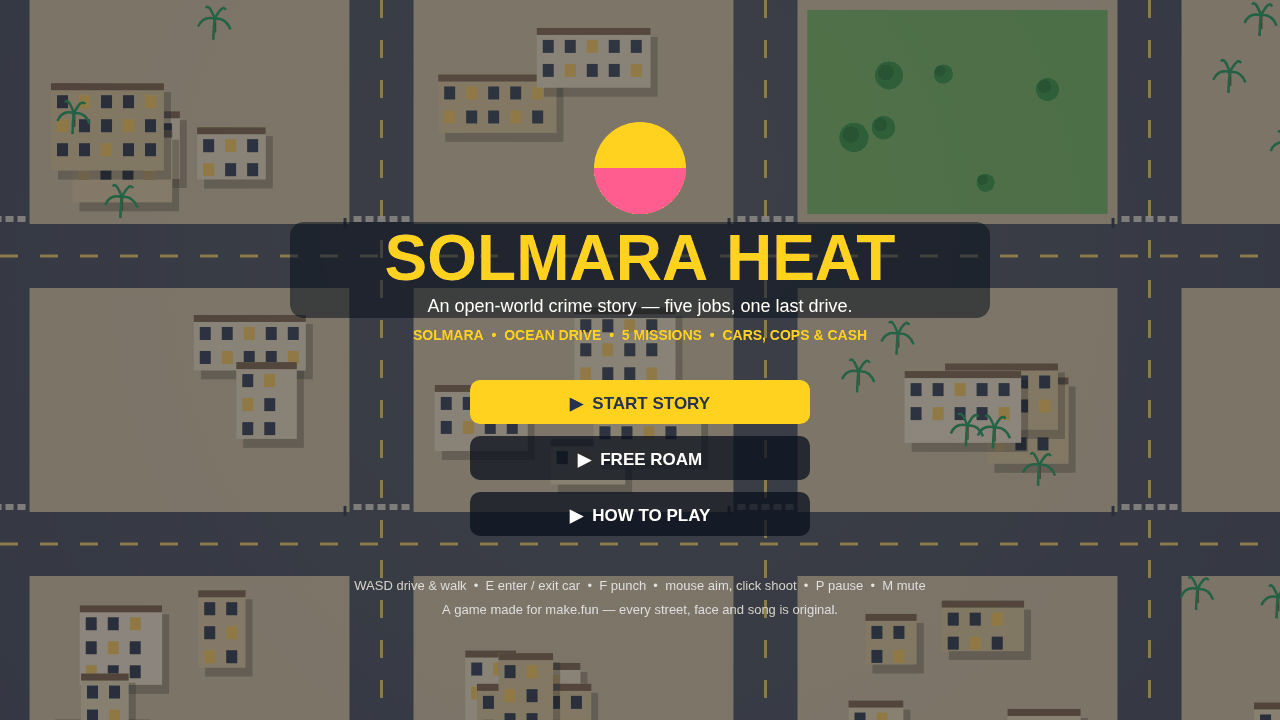 SOLMARA HEAT
An open-world crime story — five jobs, one last drive.
SOLMARA • OCEAN DRIVE • 5 MISSIONS • CARS, COPS & CASH
▶ START STORY
▶ FREE ROAM
▶ HOW TO PLAY
WASD drive & walk • E enter / exit car • F punch • mouse aim, click shoot • P pause • M mute
A game made for make.fun — every street, face and song is original.